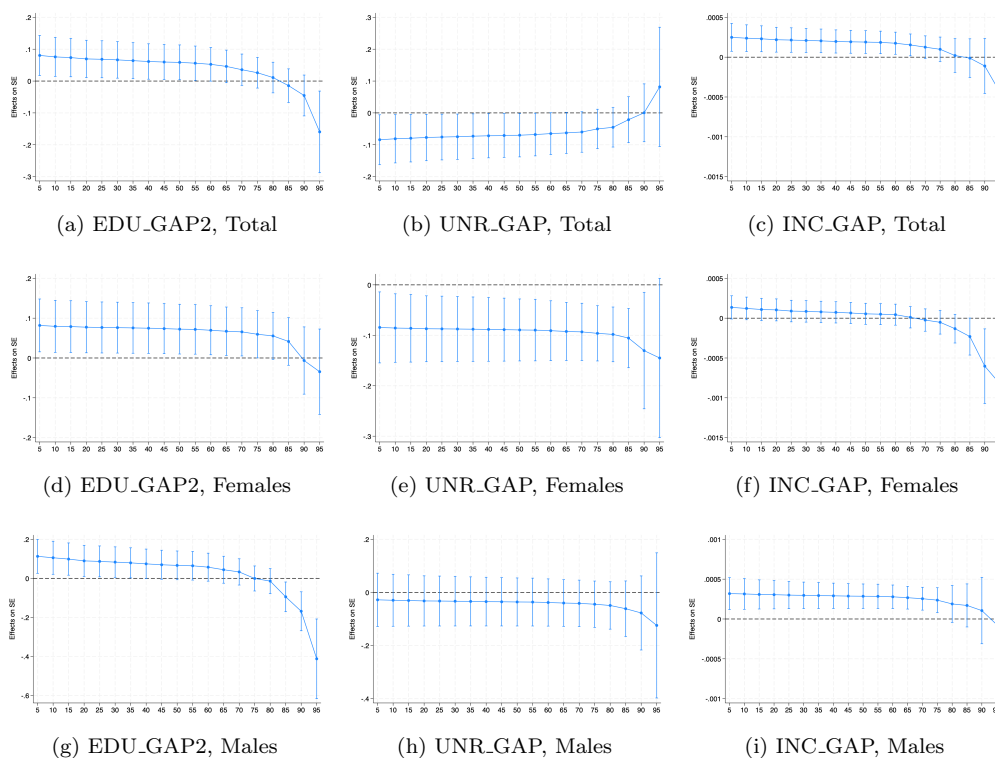 Effects on SE
.2
.1
0
-.1
-.2
-.3
5 10 15 20 25 30 35 40 45 50 55 60 65 70 75 80 85 90 95
(a) EDU_GAP2, Total
Effects on SE
.3
.2
.1
0
-.1
-.2
5 10 15 20 25 30 35 40 45 50 55 60 65 70 75 80 85 90 95
(b) UNR_GAP, Total
Effects on SE
.0005
0
-.0005
-.001
-.0015
5 10 15 20 25 30 35 40 45 50 55 60 65 70 75 80 85 90
(c) INC_GAP, Total
Effects on SE
.2
.1
0
-.1
-.2
5 10 15 20 25 30 35 40 45 50 55 60 65 70 75 80 85 90 95
(d) EDU_GAP2, Females
Effects on SE
0
-.1
-.2
-.3
5 10 15 20 25 30 35 40 45 50 55 60 65 70 75 80 85 90 95
(e) UNR_GAP, Females
Effects on SE
.0005
0
-.0005
-.001
-.0015
5 10 15 20 25 30 35 40 45 50 55 60 65 70 75 80 85 90
(f) INC_GAP, Females
Effects on SE
.2
0
-.2
-.4
-.6
5 10 15 20 25 30 35 40 45 50 55 60 65 70 75 80 85 90 95
(g) EDU_GAP2, Males
Effects on SE
.2
0
-.2
-.4
5 10 15 20 25 30 35 40 45 50 55 60 65 70 75 80 85 90 95
(h) UNR_GAP, Males
Effects on SE
.001
.0005
0
-.0005
-.001
5 10 15 20 25 30 35 40 45 50 55 60 65 70 75 80 85 90
(i) INC_GAP, Males